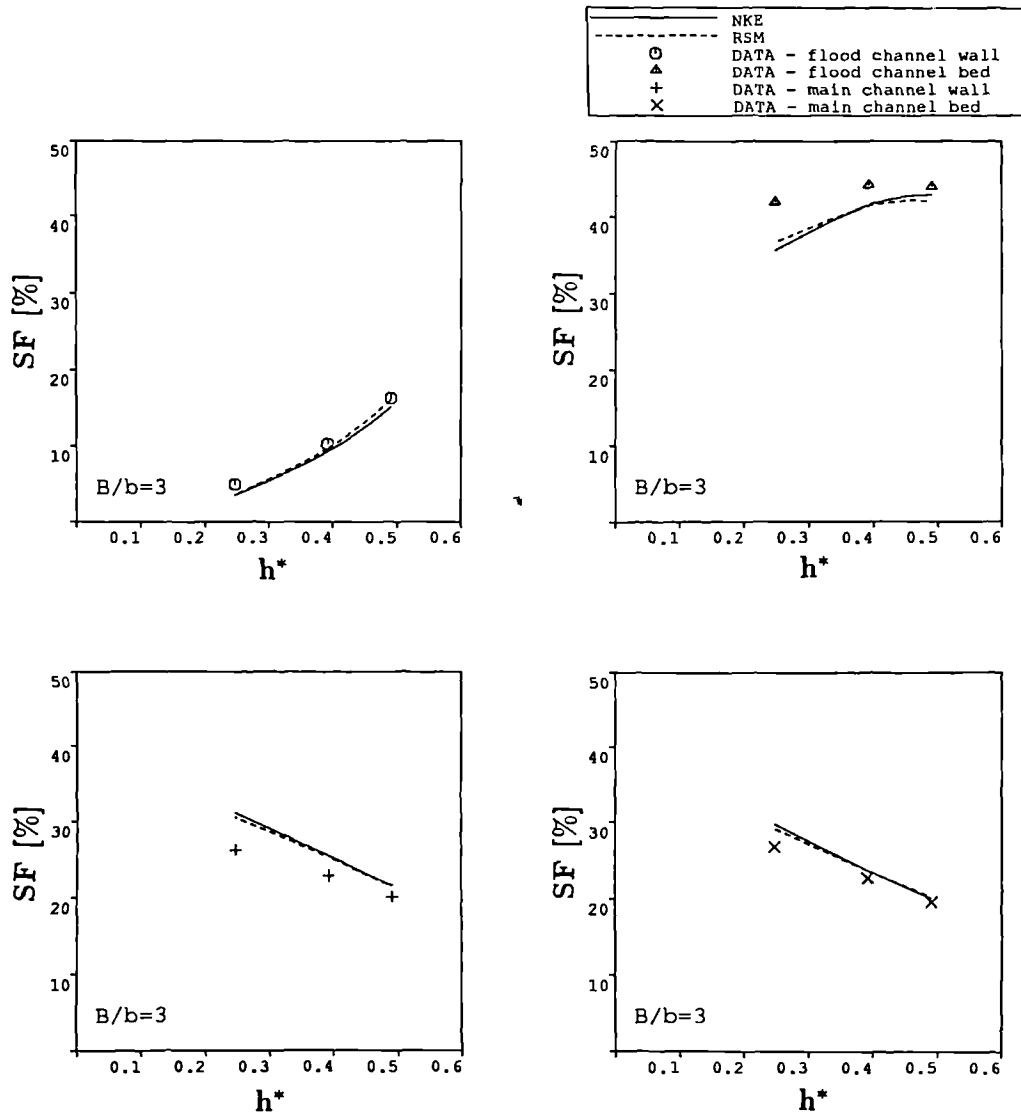 NKE
RSM
DATA - flood channel wall
DATA - flood channel bed
DATA - main channel wall
DATA - main channel bed
50
40
30
20
10
SF [%]
B/b=3
0.1 0.2 0.3 0.4 0.5 0.6
h*
50
40
30
20
10
SF [%]
B/b=3
0.1 0.2 0.3 0.4 0.5 0.6
h*
50
40
30
20
10
SF [%]
B/b=3
0.1 0.2 0.3 0.4 0.5 0.6
h*
50
40
30
20
10
SF [%]
B/b=3
0.1 0.2 0.3 0.4 0.5 0.6
h*